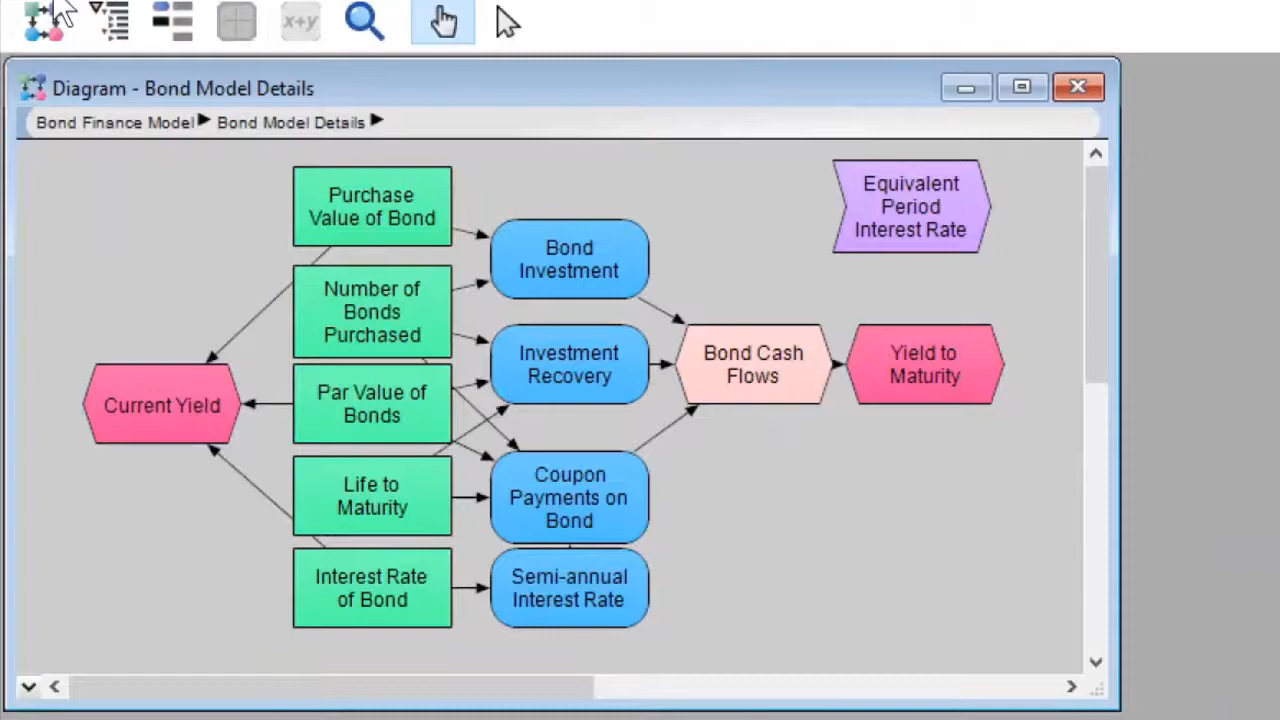 x+y
Diagram - Bond Model Details
Bond Finance Model Bond Model Details
Purchase
Value of Bond
Number of
Bonds
Purchased
Par Value of
Bonds
Life to
Maturity
Interest Rate
of Bond
Current Yield
Bond
Investment
Investment
Recovery
Coupon
Payments on
Bond
Semi-annual
Interest Rate
Bond Cash
Flows
Yield to
Maturity
Equivalent
Period
Interest Rate